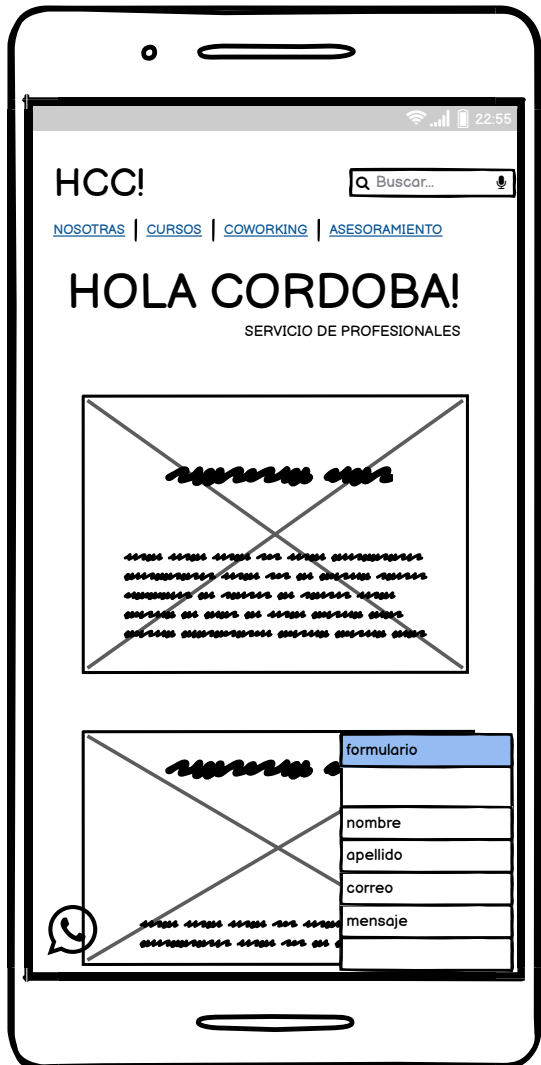 22:55
HCC!
Buscar...
NOSOTRAS CURSOS COWORKING ASESORAMIENTO
HOLA CORDOBA!
SERVICIO DE PROFESIONALES
formulario
nombre
apellido
correo
mensaje